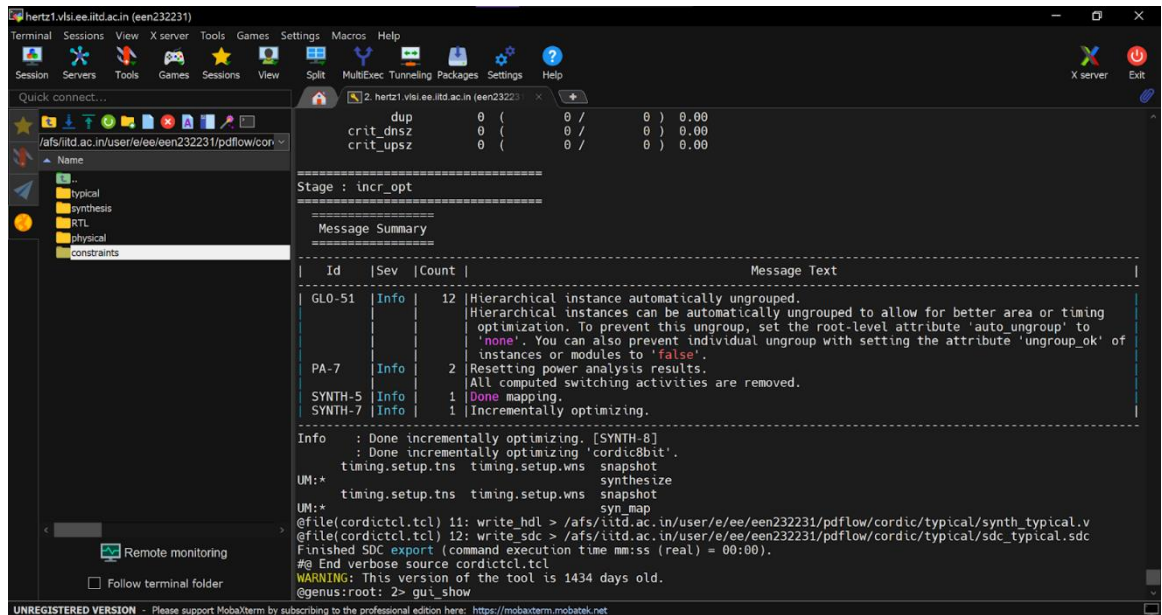 hertz1.vlsi.ee.iitd.ac.in (een232231)
Terminal Sessions View X server Tools Games Settings Macros Help
Session Servers Tools Games Sessions View Split MultiExec Tunneling Packages Settings Help X server Exit
Quick connect...
2. hertz1.vlsi.ee.iitd.ac.in (een23223
/afs/iitd.ac.in/user/e/ee/een232231/pdflow/cor
Name
..
typical
synthesis
RTL
physical
constraints
Remote monitoring
Follow terminal folder
dup 0 ( 0 / 0 ) 0.00
crit_dnsz 0 ( 0 / 0 ) 0.00
crit_upsz 0 ( 0 / 0 ) 0.00
===================================
Stage : incr_opt
===================================
==================
Message Summary
==================
| Id |Sev |Count | Message Text |
| GLO-51 |Info | 12 |Hierarchical instance automatically ungrouped. |
| | | |Hierarchical instances can be automatically ungrouped to allow for better area or timing |
| | | | optimization. To prevent this ungroup, set the root-level attribute 'auto_ungroup' to |
| | | | 'none'. You can also prevent individual ungroup with setting the attribute 'ungroup_ok' of |
| | | | instances or modules to 'false'. |
| PA-7 |Info | 2 |Resetting power analysis results. |
| | | |All computed switching activities are removed. |
| SYNTH-5 |Info | 1 |Done mapping. |
| SYNTH-7 |Info | 1 |Incrementally optimizing. |
Info : Done incrementally optimizing. [SYNTH-8]
: Done incrementally optimizing 'cordic8bit'.
timing.setup.tns timing.setup.wns snapshot
UM:* synthesize
timing.setup.tns timing.setup.wns snapshot
UM:* syn_map
@file(cordictcl.tcl) 11: write_hdl > /afs/iitd.ac.in/user/e/ee/een232231/pdflow/cordic/typical/synth_typical.v
@file(cordictcl.tcl) 12: write_sdc > /afs/iitd.ac.in/user/e/ee/een232231/pdflow/cordic/typical/sdc_typical.sdc
Finished SDC export (command execution time mm:ss (real) = 00:00).
#@ End verbose source cordictcl.tcl
WARNING: This version of the tool is 1434 days old.
@genus:root: 2> gui_show
UNREGISTERED VERSION - Please support MobaXterm by subscribing to the professional edition here: https://mobaxterm.mobatek.net